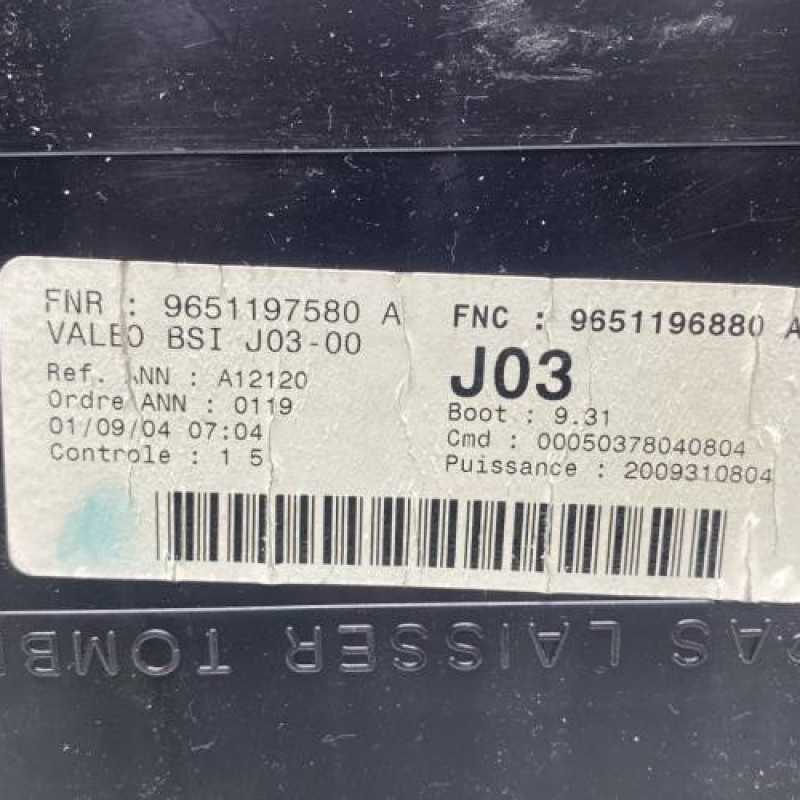 FNR : 9651197580 A
VALEO BSI J03-00
Ref. ANN : A12120
Ordre ANN : 0119
01/09/04 07:04
Controle : 1 5
FNC : 9651196880 A
J03
Boot : 9.31
Cmd : 00050378040804
Puissance : 2009310804
PAS LAISSER TOMB